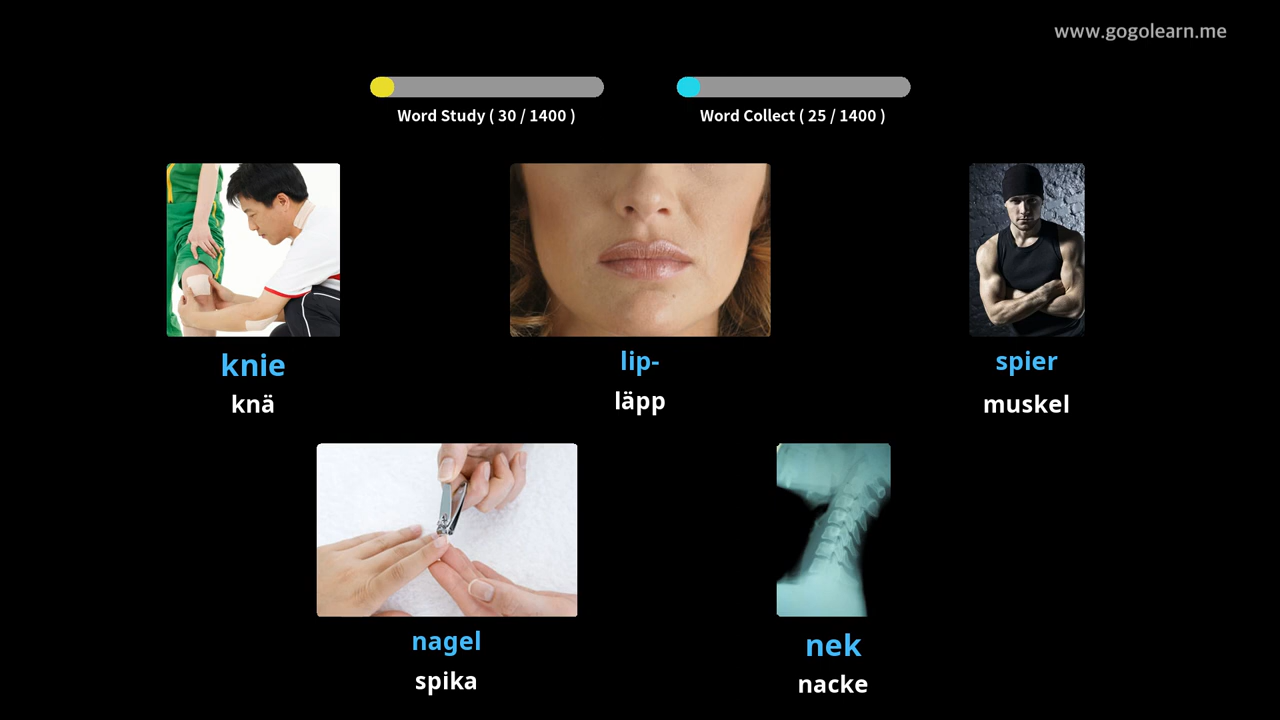 www.gogolearn.me
Word Study ( 30 / 1400 )
Word Collect ( 25 / 1400 )
knie
knä
lip-
läpp
spier
muskel
nagel
spika
nek
nacke